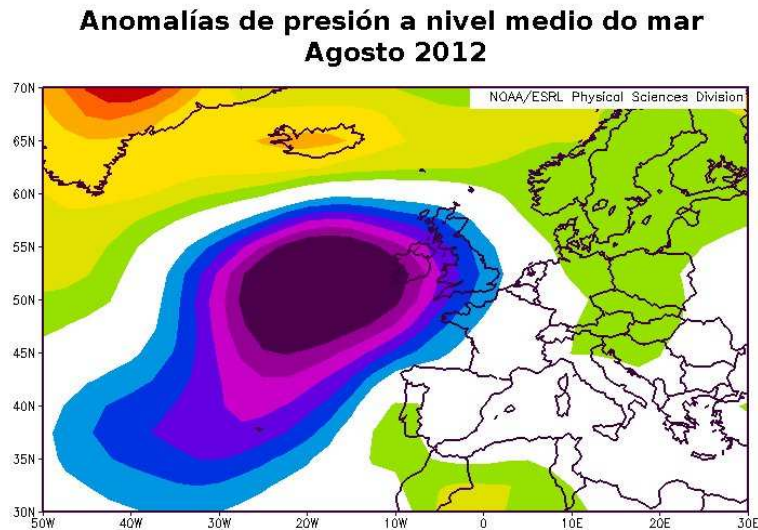 Anomalías de presión a nivel medio do mar
Agosto 2012
NOAA/ESRL Physical Sciences Division
70N
65N
60N
55N
50N
45N
40N
35N
30N
50W 40W 30W 20W 10W 0 10E 20E 30E